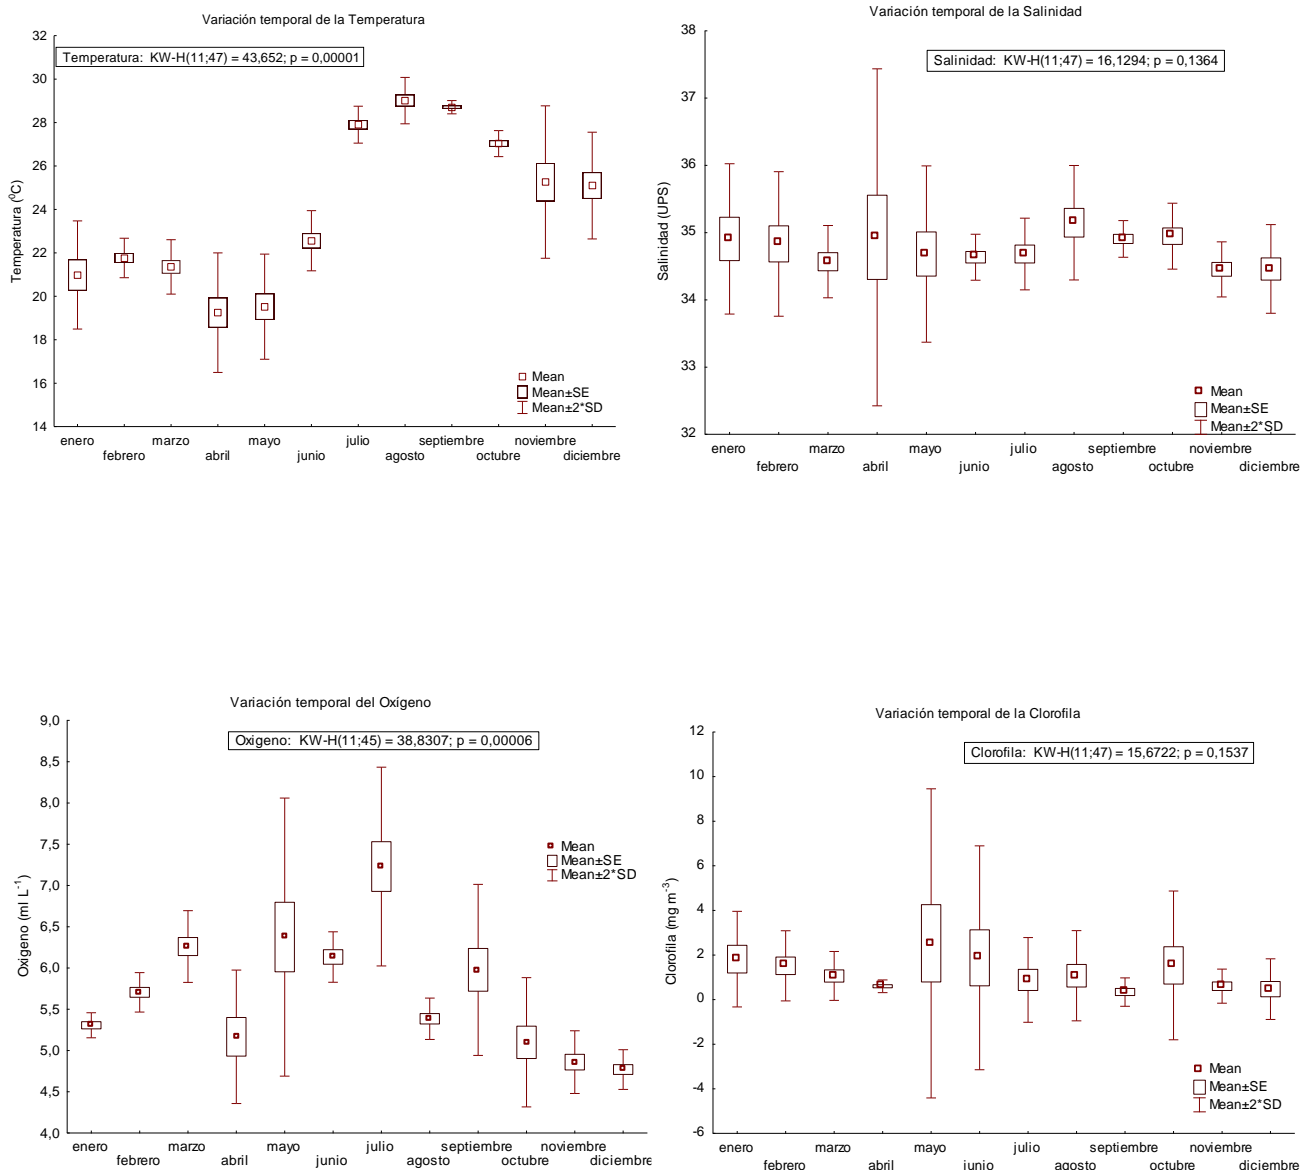 Variación temporal de la Temperatura
Temperatura: KW-H(11;47) = 43,652; p = 0,00001
Temperatura (⁰C)
32
30
28
26
24
22
20
18
16
14
Mean
Mean±SE
Mean±2*SD
enero marzo mayo julio septiembre noviembre
febrero abril junio agosto octubre diciembre
Variación temporal de la Salinidad
Salinidad: KW-H(11;47) = 16,1294; p = 0,1364
Salinidad (UPS)
38
37
36
35
34
33
32
Mean
Mean±SE
Mean±2*SD
enero marzo mayo julio septiembre noviembre
febrero abril junio agosto octubre diciembre
Variación temporal del Oxígeno
Oxigeno: KW-H(11;45) = 38,8307; p = 0,00006
Oxigeno (ml L⁻¹)
9,0
8,5
8,0
7,5
7,0
6,5
6,0
5,5
5,0
4,5
4,0
Mean
Mean±SE
Mean±2*SD
enero marzo mayo julio septiembre noviembre
febrero abril junio agosto octubre diciembre
Variación temporal de la Clorofila
Clorofila: KW-H(11;47) = 15,6722; p = 0,1537
Clorofila (mg m⁻³)
12
10
8
6
4
2
0
-2
-4
-6
Mean
Mean±SE
Mean±2*SD
enero marzo mayo julio septiembre noviembre
febrero abril junio agosto octubre diciembre